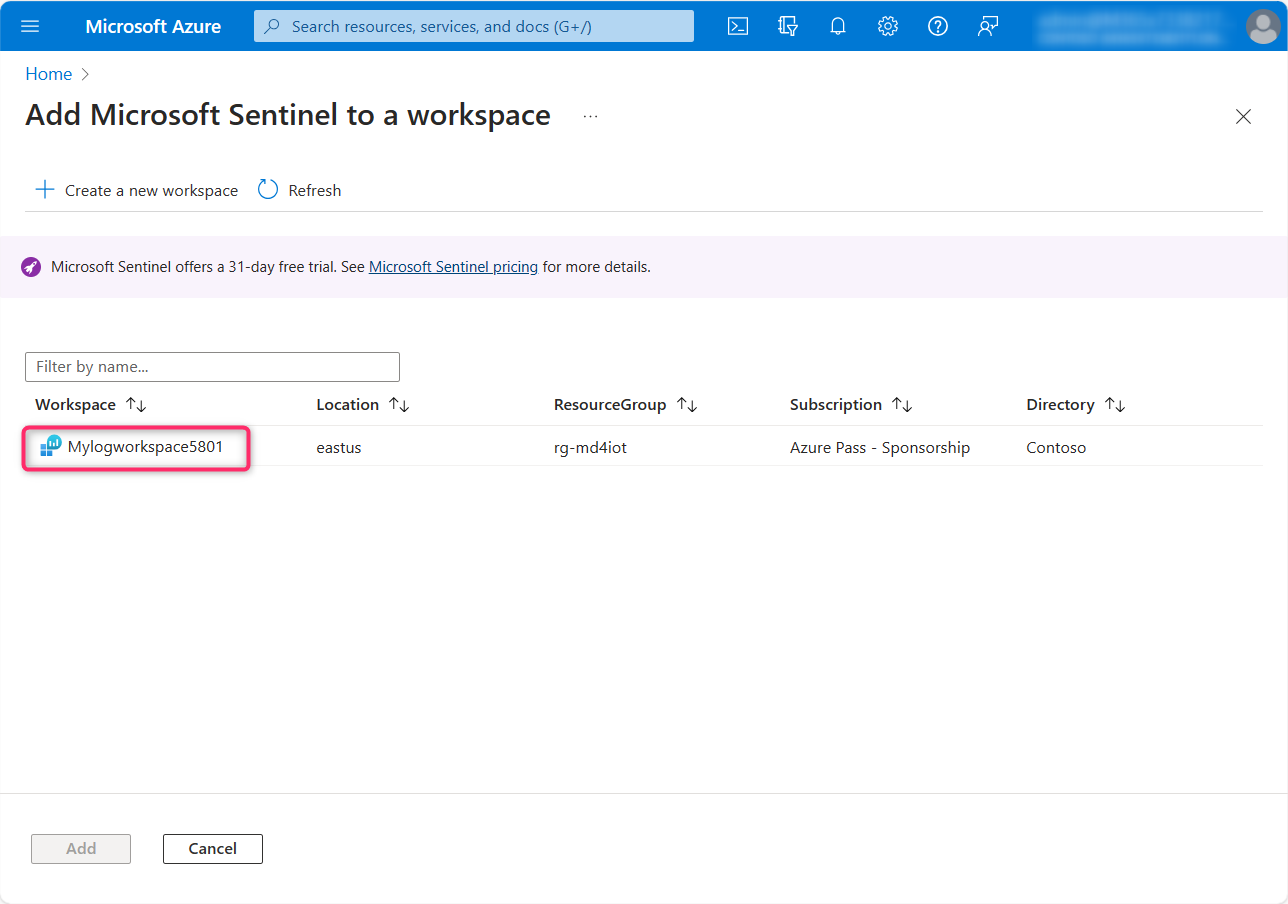 Microsoft Azure
Search resources, services, and docs (G+/)
Home
Add Microsoft Sentinel to a workspace
...
Create a new workspace
Refresh
Microsoft Sentinel offers a 31-day free trial. See Microsoft Sentinel pricing for more details.
Filter by name...
Workspace Location ResourceGroup Subscription Directory
Mylogworkspace5801 eastus rg-md4iot Azure Pass - Sponsorship Contoso
Add
Cancel